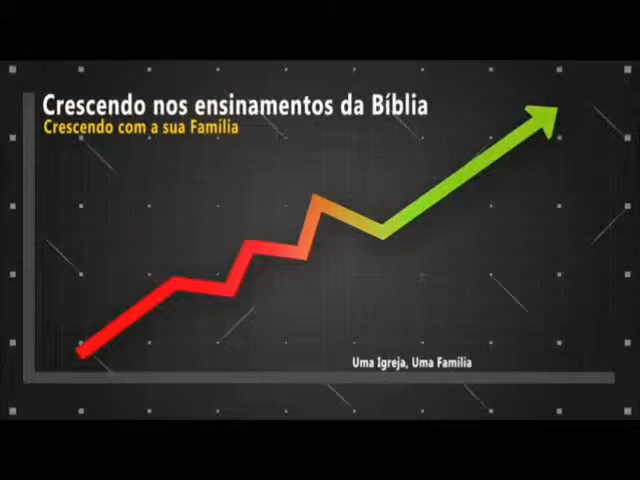 Crescendo nos ensinamentos da Bíblia
Crescendo com a sua Família
Uma Igreja, Uma Família